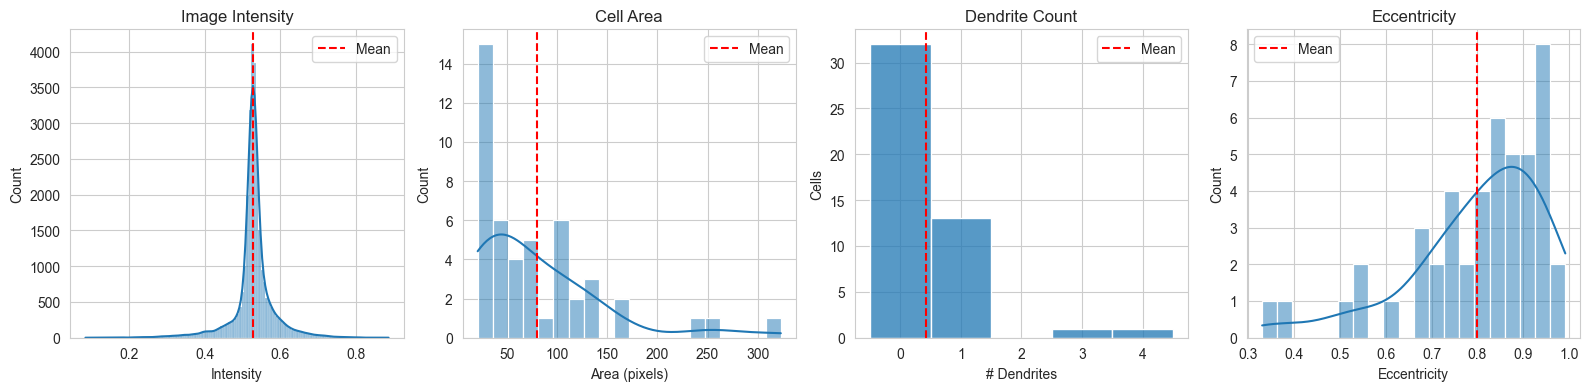 Image Intensity
Count
4000
3500
3000
2500
2000
1500
1000
500
0
0.2 0.4 0.6 0.8
Intensity
Mean
Cell Area
Count
14
12
10
8
6
4
2
0
50 100 150 200 250 300
Area (pixels)
Mean
Dendrite Count
Cells
30
25
20
15
10
5
0
0 1 2 3 4
# Dendrites
Mean
Eccentricity
Count
8
7
6
5
4
3
2
1
0
0.3 0.4 0.5 0.6 0.7 0.8 0.9 1.0
Eccentricity
Mean